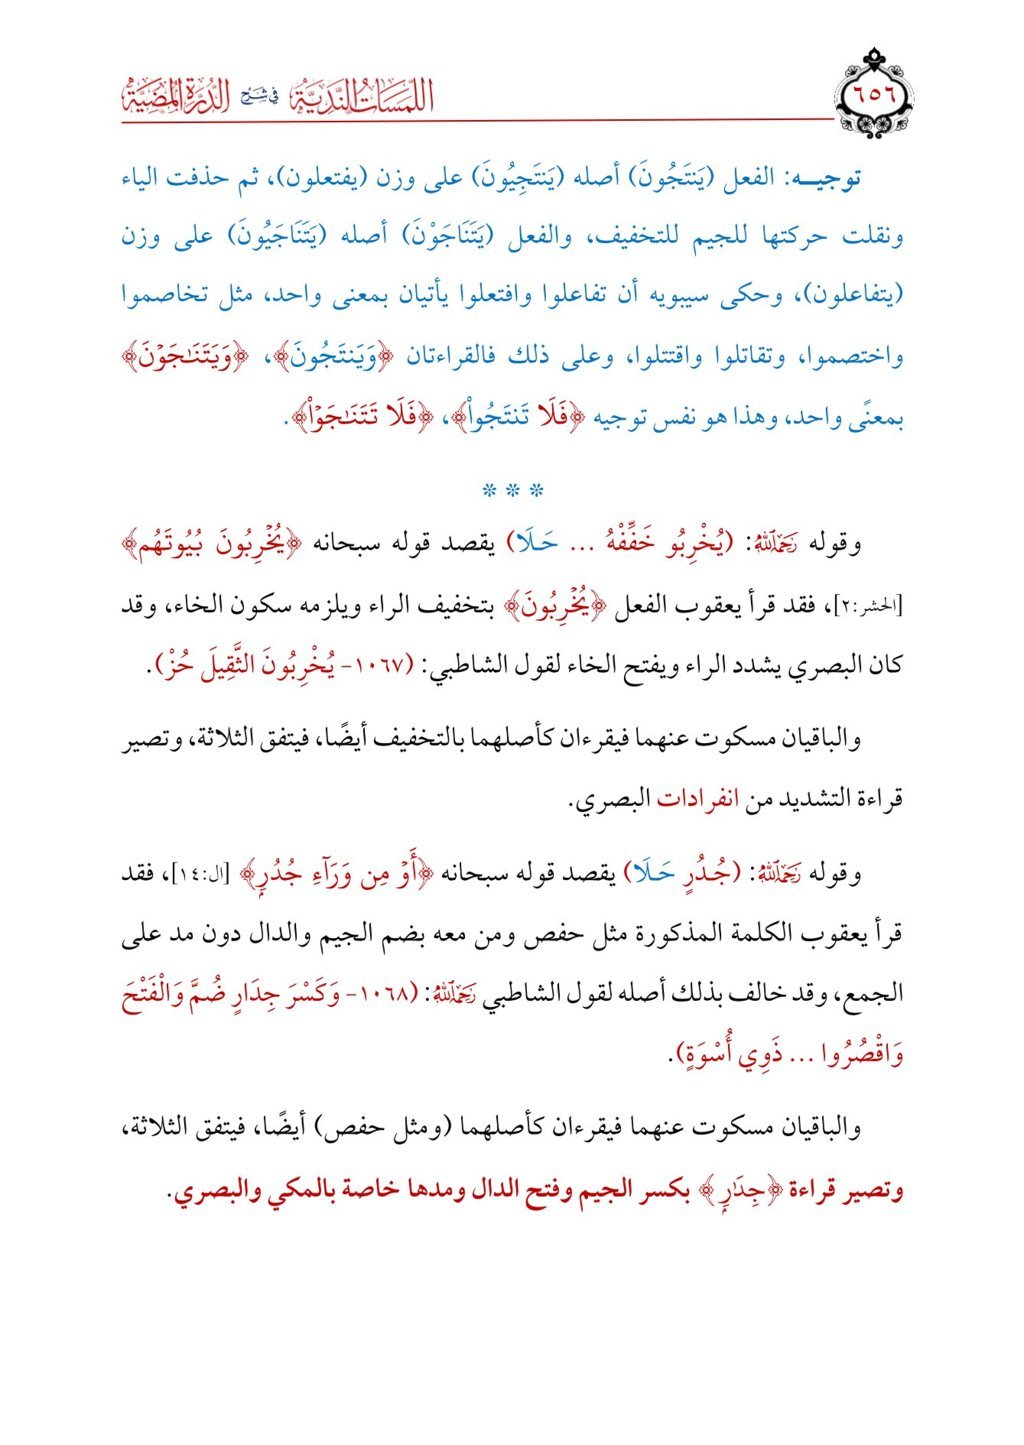 ٦٥٦
اللمسات الندية في شرح الدرة المضية
توجيــه: الفعل (يَنتَجُونَ) أصله (يَنتَجِيُونَ) على وزن (يفتعلون)، ثم حذفت الياء
ونقلت حركتها للجيم للتخفيف، والفعل (يَتَنَاجَوْنَ) أصله (يَتَنَاجَيُونَ) على وزن
(يتفاعلون)، وحكى سيبويه أن تفاعلوا وافتعلوا يأتيان بمعنى واحد، مثل تخاصموا
واختصموا، وتقاتلوا واقتتلوا، وعلى ذلك فالقراءتان ﴿وَيَنتَجُونَ﴾، ﴿وَيَتَنَـٰجَوْنَ﴾
بمعنًى واحد، وهذا هو نفس توجيه ﴿فَلَا تَنتَجُواْ﴾، ﴿فَلَا تَتَنَـٰجَوْاْ﴾.
* * *
وقوله رَحِمَهُ ٱللَّهُ: (يُخْرِبُو خَفِّفْهُ ... حَـلَا) يقصد قوله سبحانه ﴿يُخْرِبُونَ بُيُوتَهُم﴾
[الحشر:٢]، فقد قرأ يعقوب الفعل ﴿يُخْرِبُونَ﴾ بتخفيف الراء ويلزمه سكون الخاء، وقد
كان البصري يشدد الراء ويفتح الخاء لقول الشاطبي: (١٠٦٧- يُخْرِبُونَ الثَّقِيلَ حُزْ).
والباقيان مسكوت عنهما فيقرءان كأصلهما بالتخفيف أيضًا، فيتفق الثلاثة، وتصير
قراءة التشديد من انفرادات البصري.
وقوله رَحِمَهُ ٱللَّهُ: (جُـدُرٍ حَـلَا) يقصد قوله سبحانه ﴿أَوْ مِن وَرَآءِ جُدُرٍ﴾ [ال:١٤]، فقد
قرأ يعقوب الكلمة المذكورة مثل حفص ومن معه بضم الجيم والدال دون مد على
الجمع، وقد خالف بذلك أصله لقول الشاطبي رَحِمَهُ ٱللَّهُ: (١٠٦٨- وَكَسْرَ جِدَارٍ ضُمَّ وَالْفَتْحَ
وَاقْصُرُوا ... ذَوِي أُسْوَةٍ).
والباقيان مسكوت عنهما فيقرءان كأصلهما (ومثل حفص) أيضًا، فيتفق الثلاثة،
وتصير قراءة ﴿جِدَـٰرٍ﴾ بكسر الجيم وفتح الدال ومدها خاصة بالمكي والبصري.